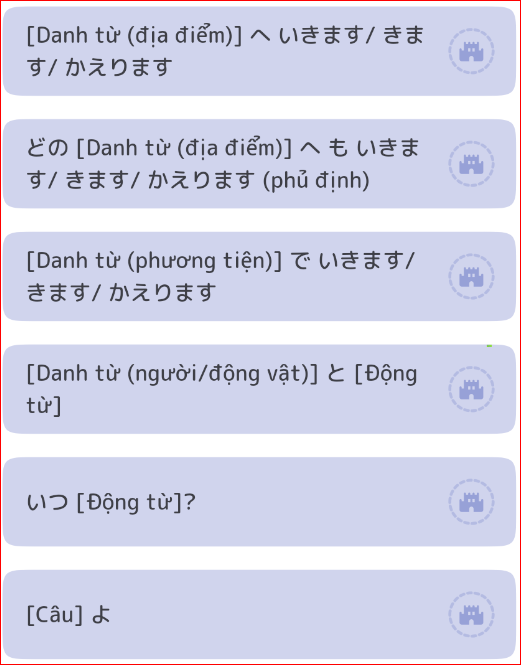 [Danh từ (địa điểm)] へ いきます/ きま
す/ かえります
どの [Danh từ (địa điểm)] へ も いきま
す/ きます/ かえります (phủ định)
[Danh từ (phương tiện)] で いきます/
きます/ かえります
[Danh từ (người/động vật)] と [Động
từ]
いつ [Động từ]?
[Câu] よ